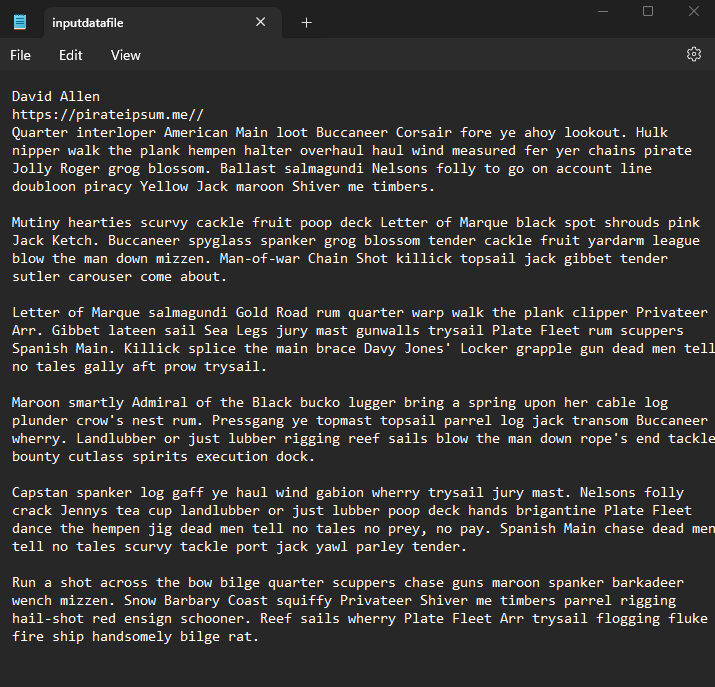 inputdatafile
File Edit View
David Allen
https://pirateipsum.me//
Quarter interloper American Main loot Buccaneer Corsair fore ye ahoy lookout. Hulk
nipper walk the plank hempen halter overhaul haul wind measured fer yer chains pirate
Jolly Roger grog blossom. Ballast salmagundi Nelsons folly to go on account line
doubloon piracy Yellow Jack maroon Shiver me timbers.
Mutiny hearties scurvy cackle fruit poop deck Letter of Marque black spot shrouds pink
Jack Ketch. Buccaneer spyglass spanker grog blossom tender cackle fruit yardarm league
blow the man down mizzen. Man-of-war Chain Shot killick topsail jack gibbet tender
sutler carouser come about.
Letter of Marque salmagundi Gold Road rum quarter warp walk the plank clipper Privateer
Arr. Gibbet lateen sail Sea Legs jury mast gunwalls trysail Plate Fleet rum scuppers
Spanish Main. Killick splice the main brace Davy Jones' Locker grapple gun dead men tell
no tales gally aft prow trysail.
Maroon smartly Admiral of the Black bucko lugger bring a spring upon her cable log
plunder crow's nest rum. Pressgang ye topmast topsail parrel log jack transom Buccaneer
wherry. Landlubber or just lubber rigging reef sails blow the man down rope's end tackle
bounty cutlass spirits execution dock.
Capstan spanker log gaff ye haul wind gabion wherry trysail jury mast. Nelsons folly
crack Jennys tea cup landlubber or just lubber poop deck hands brigantine Plate Fleet
dance the hempen jig dead men tell no tales no prey, no pay. Spanish Main chase dead men
tell no tales scurvy tackle port jack yawl parley tender.
Run a shot across the bow bilge quarter scuppers chase guns maroon spanker barkadeer
wench mizzen. Snow Barbary Coast squiffy Privateer Shiver me timbers parrel rigging
hail-shot red ensign schooner. Reef sails wherry Plate Fleet Arr trysail flogging fluke
fire ship handsomely bilge rat.